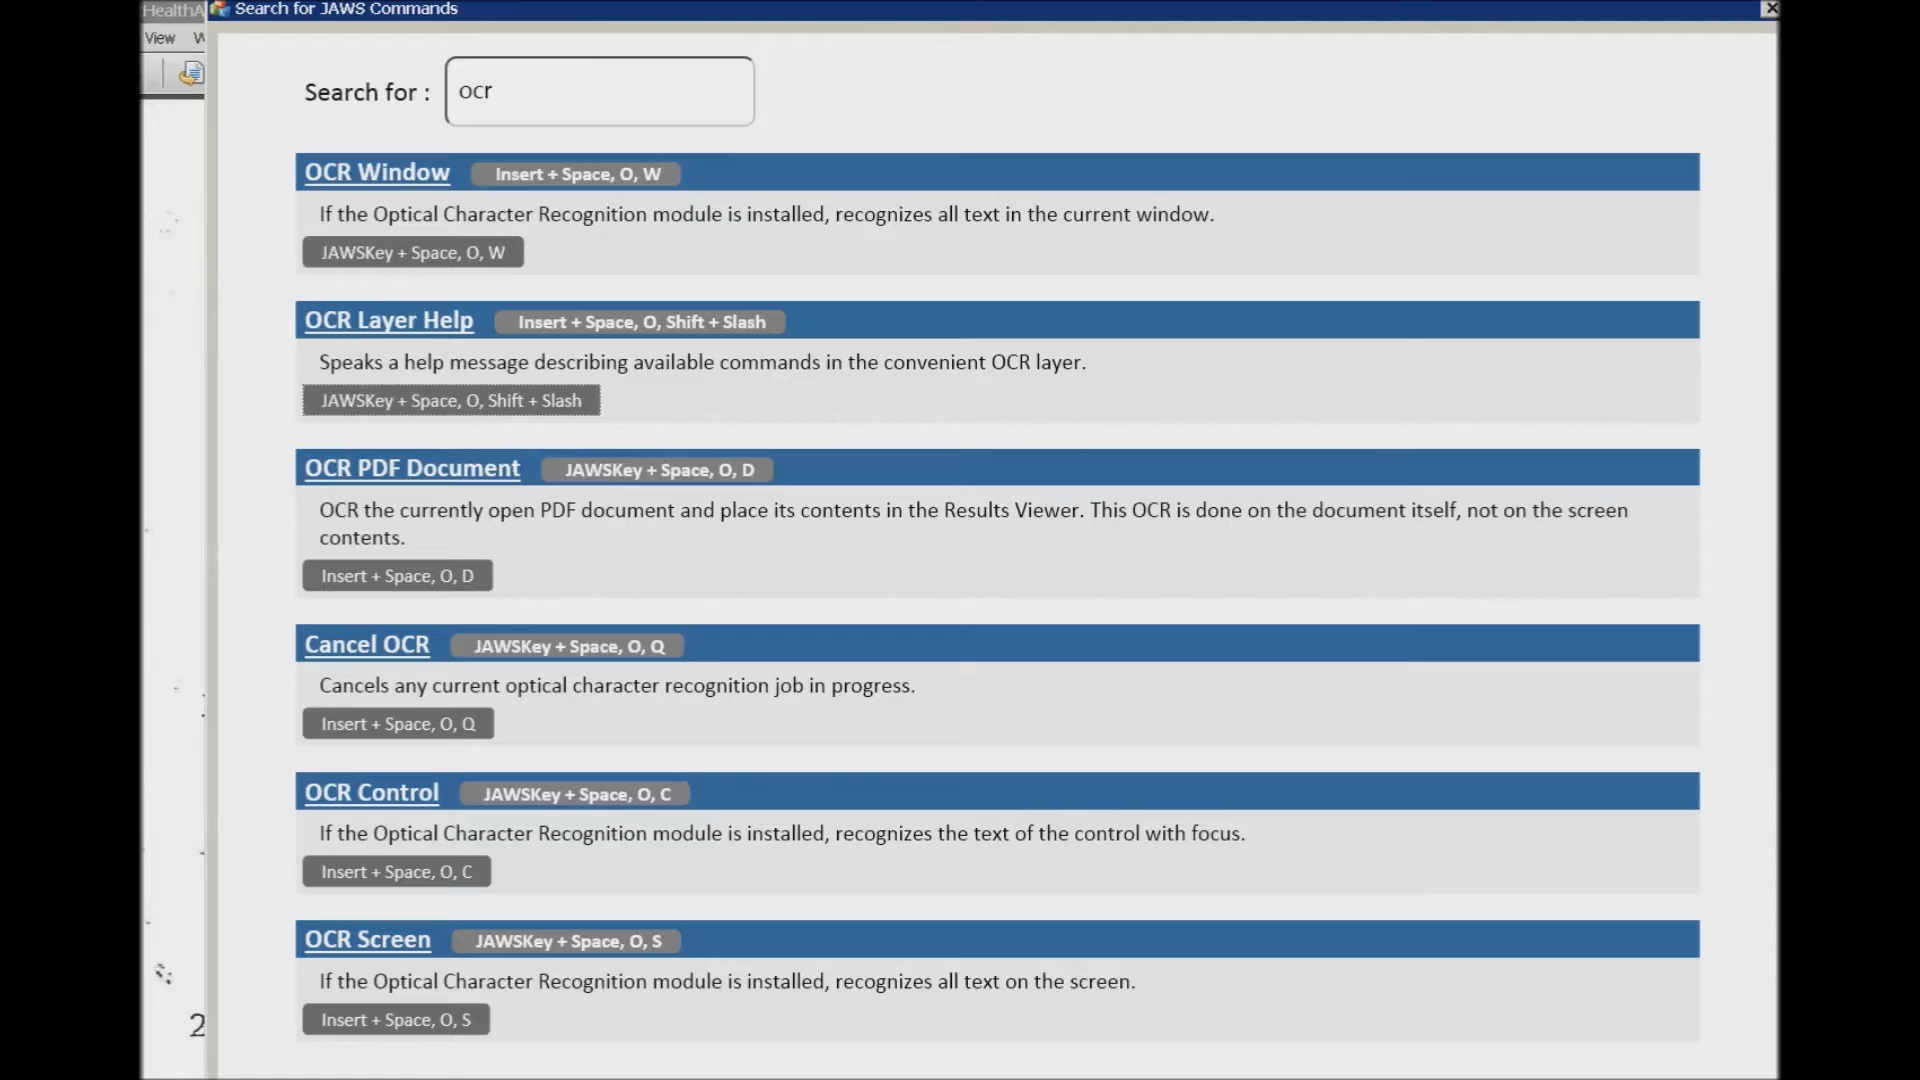 HealthA
Search for JAWS Commands
View W
Search for : ocr
OCR Window Insert + Space, O, W
If the Optical Character Recognition module is installed, recognizes all text in the current window.
JAWSKey + Space, O, W
OCR Layer Help Insert + Space, O, Shift + Slash
Speaks a help message describing available commands in the convenient OCR layer.
JAWSKey + Space, O, Shift + Slash
OCR PDF Document JAWSKey + Space, O, D
OCR the currently open PDF document and place its contents in the Results Viewer. This OCR is done on the document itself, not on the screen
contents.
Insert + Space, O, D
Cancel OCR JAWSKey + Space, O, Q
Cancels any current optical character recognition job in progress.
Insert + Space, O, Q
OCR Control JAWSKey + Space, O, C
If the Optical Character Recognition module is installed, recognizes the text of the control with focus.
Insert + Space, O, C
OCR Screen JAWSKey + Space, O, S
If the Optical Character Recognition module is installed, recognizes all text on the screen.
Insert + Space, O, S
2